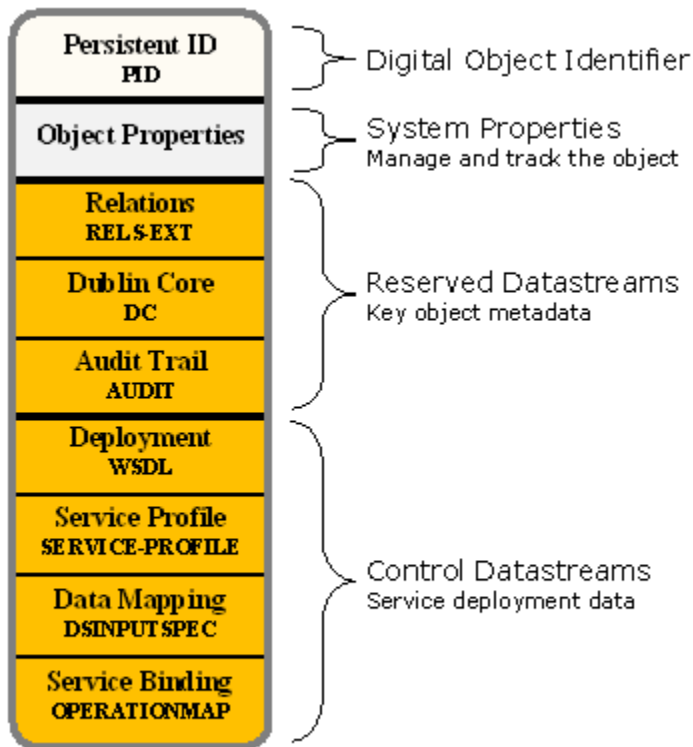 Persistent ID
PID
Digital Object Identifier
Object Properties
System Properties
Manage and track the object
Relations
RELS-EXT
Dublin Core
DC
Audit Trail
AUDIT
Reserved Datastreams
Key object metadata
Deployment
WSDL
Service Profile
SERVICE-PROFILE
Data Mapping
DSINPUTSPEC
Service Binding
OPERATIONMAP
Control Datastreams
Service deployment data